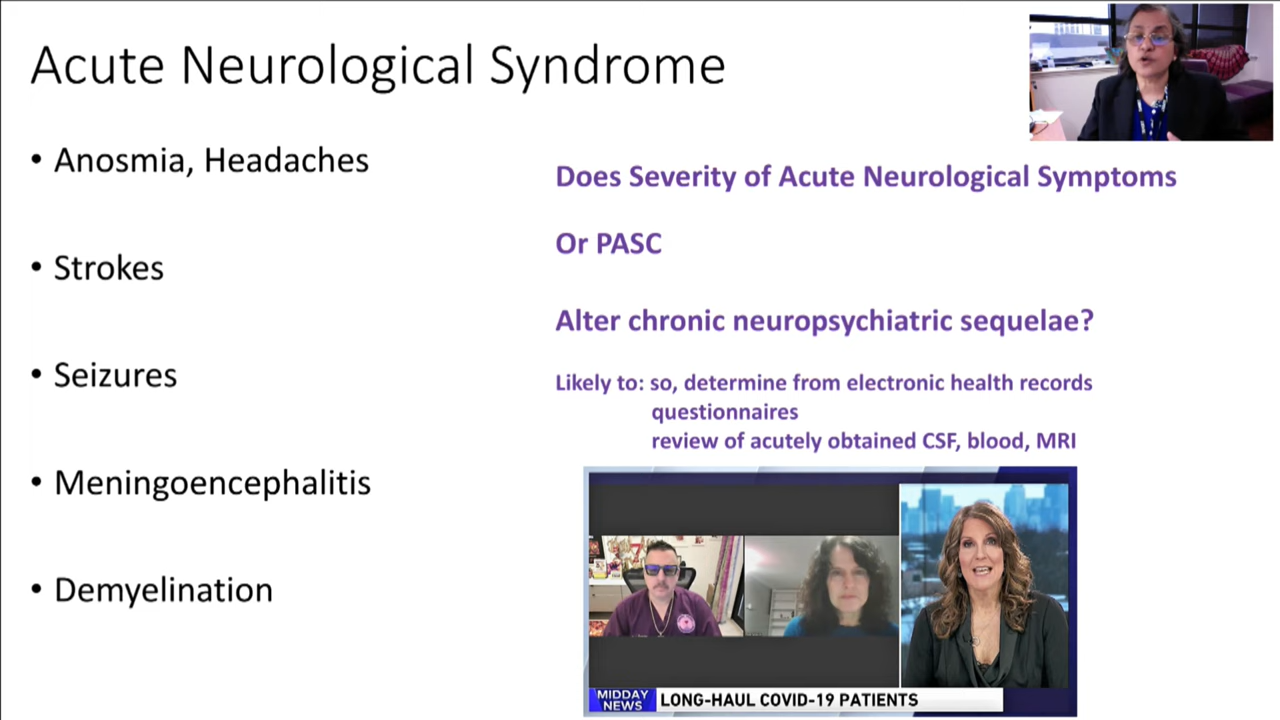 Acute Neurological Syndrome
• Anosmia, Headaches
• Strokes
• Seizures
• Meningoencephalitis
• Demyelination
Does Severity of Acute Neurological Symptoms
Or PASC
Alter chronic neuropsychiatric sequelae?
Likely to: so, determine from electronic health records
questionnaires
review of acutely obtained CSF, blood, MRI
MIDDAY
NEWS
LONG-HAUL COVID-19 PATIENTS